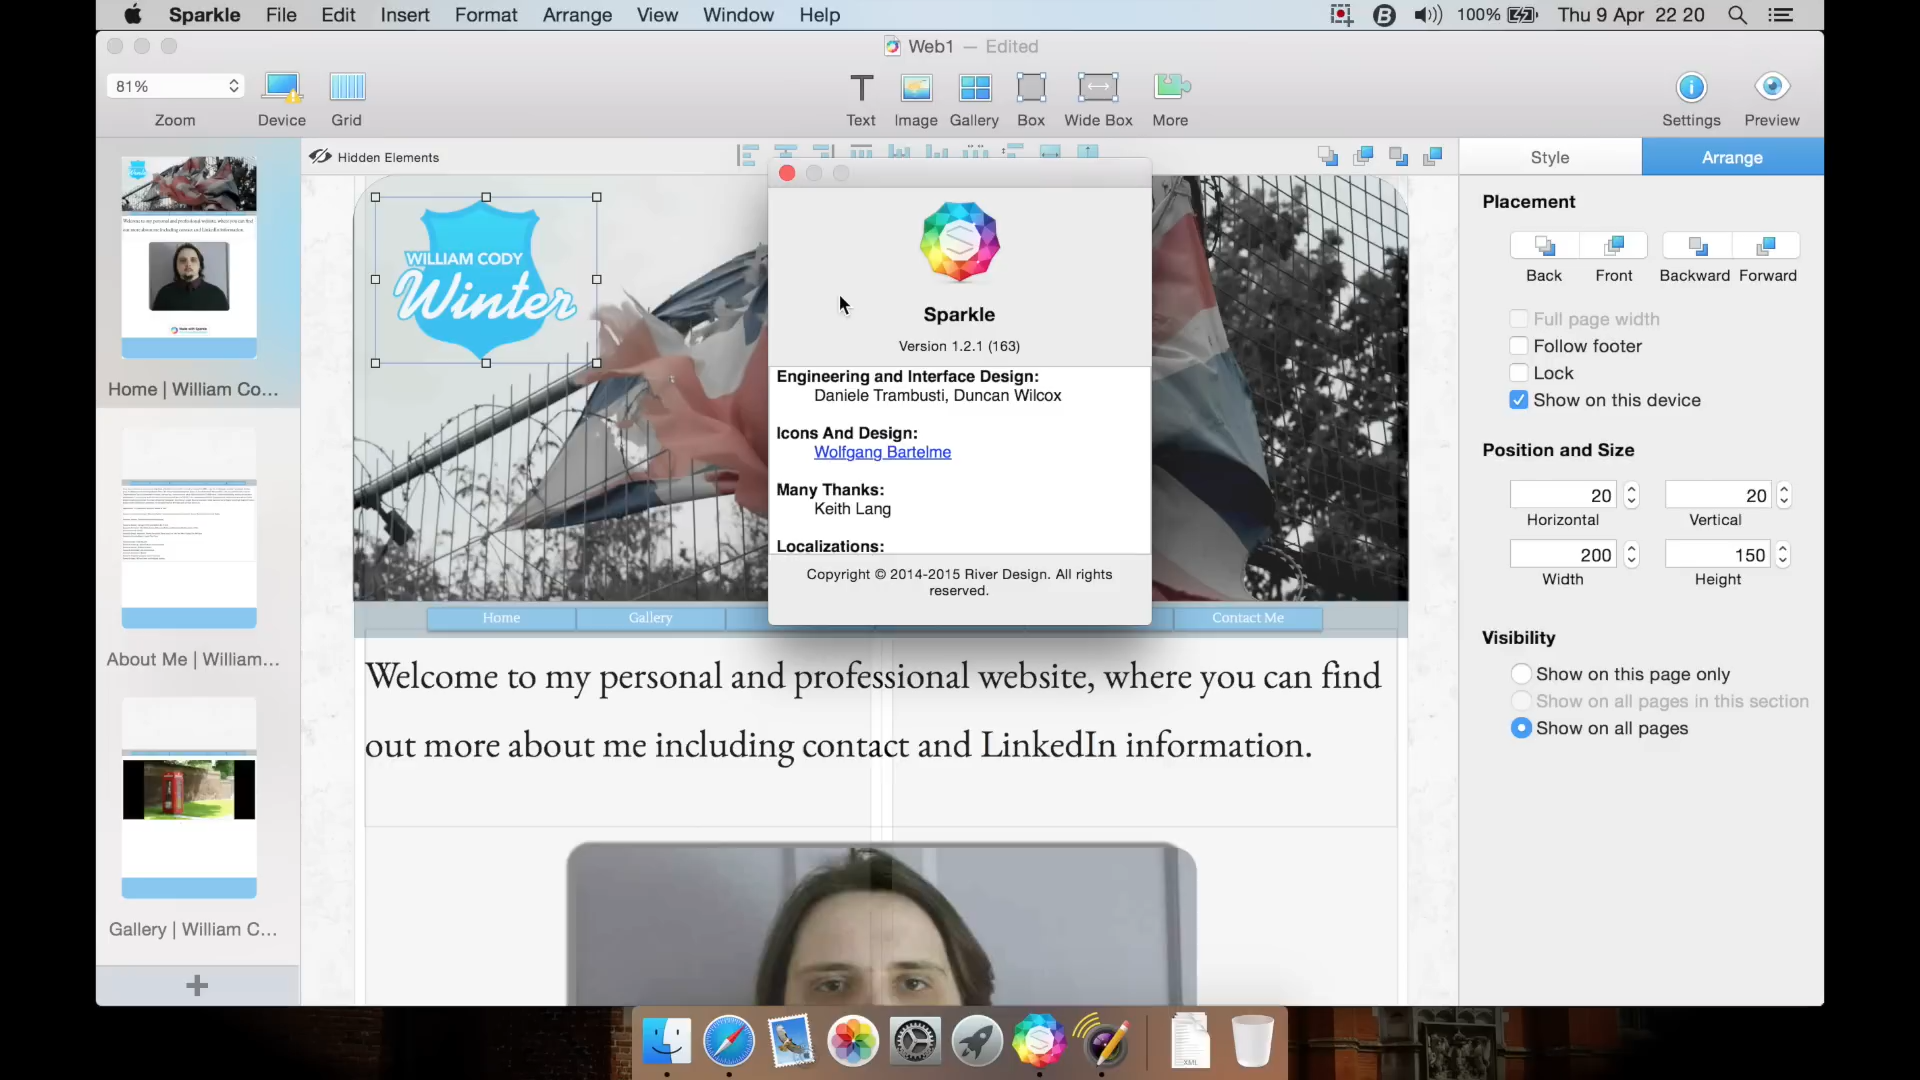 Sparkle File Edit Insert Format Arrange View Window Help 100% Thu 9 Apr 22 20
Web1 — Edited
81%
Zoom Device Grid Text Image Gallery Box Wide Box More Settings Preview
Hidden Elements
Style Arrange
WILLIAM CODY
Winter
Home | William Co...
About Me | William...
Gallery | William C...
Sparkle
Version 1.2.1 (163)
Engineering and Interface Design:
Daniele Trambusti, Duncan Wilcox
Icons And Design:
Wolfgang Bartelme
Many Thanks:
Keith Lang
Localizations:
Copyright © 2014-2015 River Design. All rights
reserved.
Home Gallery Contact Me
Welcome to my personal and professional website, where you can find
out more about me including contact and LinkedIn information.
Placement
Back Front Backward Forward
Full page width
Follow footer
Lock
Show on this device
Position and Size
20 20
Horizontal Vertical
200 150
Width Height
Visibility
Show on this page only
Show on all pages in this section
Show on all pages
XML